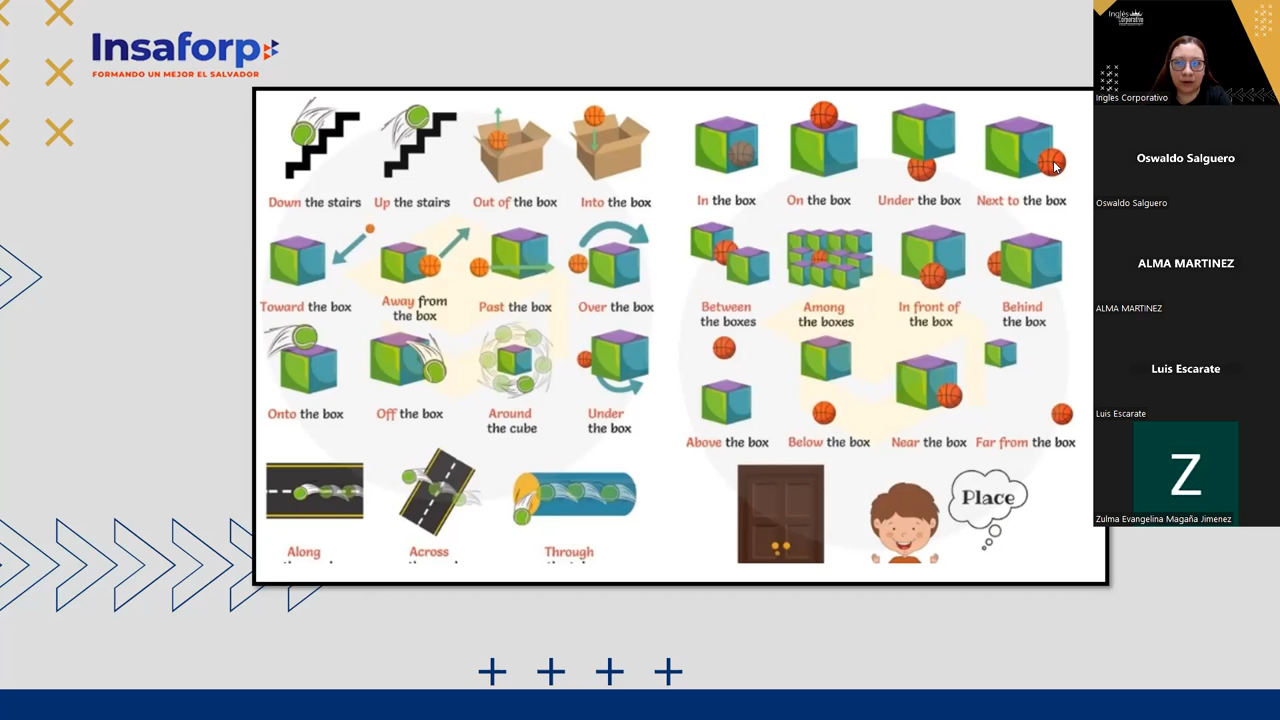 Insaforp
FORMANDO UN MEJOR EL SALVADOR
Down the stairs
Up the stairs
Out of the box
Into the box
Toward the box
Away from
the box
Past the box
Over the box
Onto the box
Off the box
Around
the cube
Under
the box
Along
Across
Through
In the box
On the box
Under the box
Next to the box
Between
the boxes
Among
the boxes
In front of
the box
Behind
the box
Above the box
Below the box
Near the box
Far from the box
Place
Inglés
Corporativo
Ingles Corporativo
Oswaldo Salguero
Oswaldo Salguero
ALMA MARTINEZ
ALMA MARTINEZ
Luis Escarate
Luis Escarate
Z
Zulma Evangelina Magaña Jimenez